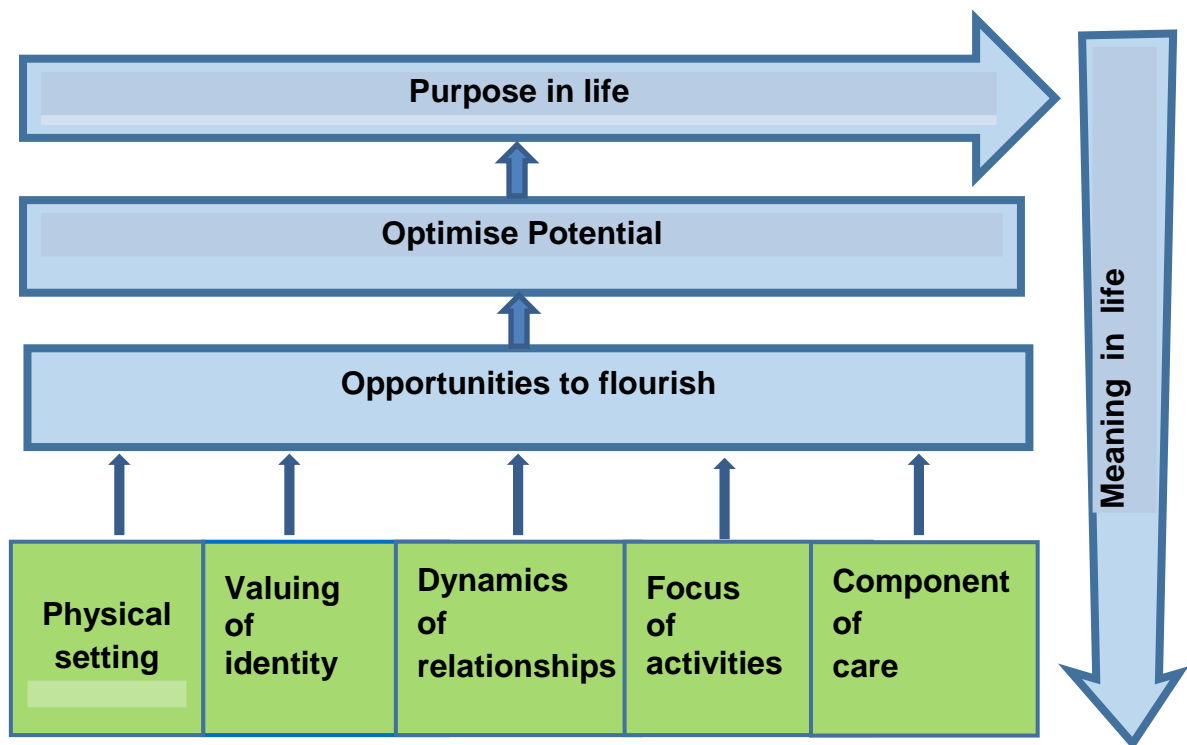 Purpose in life
Optimise Potential
Opportunities to flourish
Physical
setting
Valuing
of
identity
Dynamics
of
relationships
Focus
of
activities
Component
of
care
Meaning in life